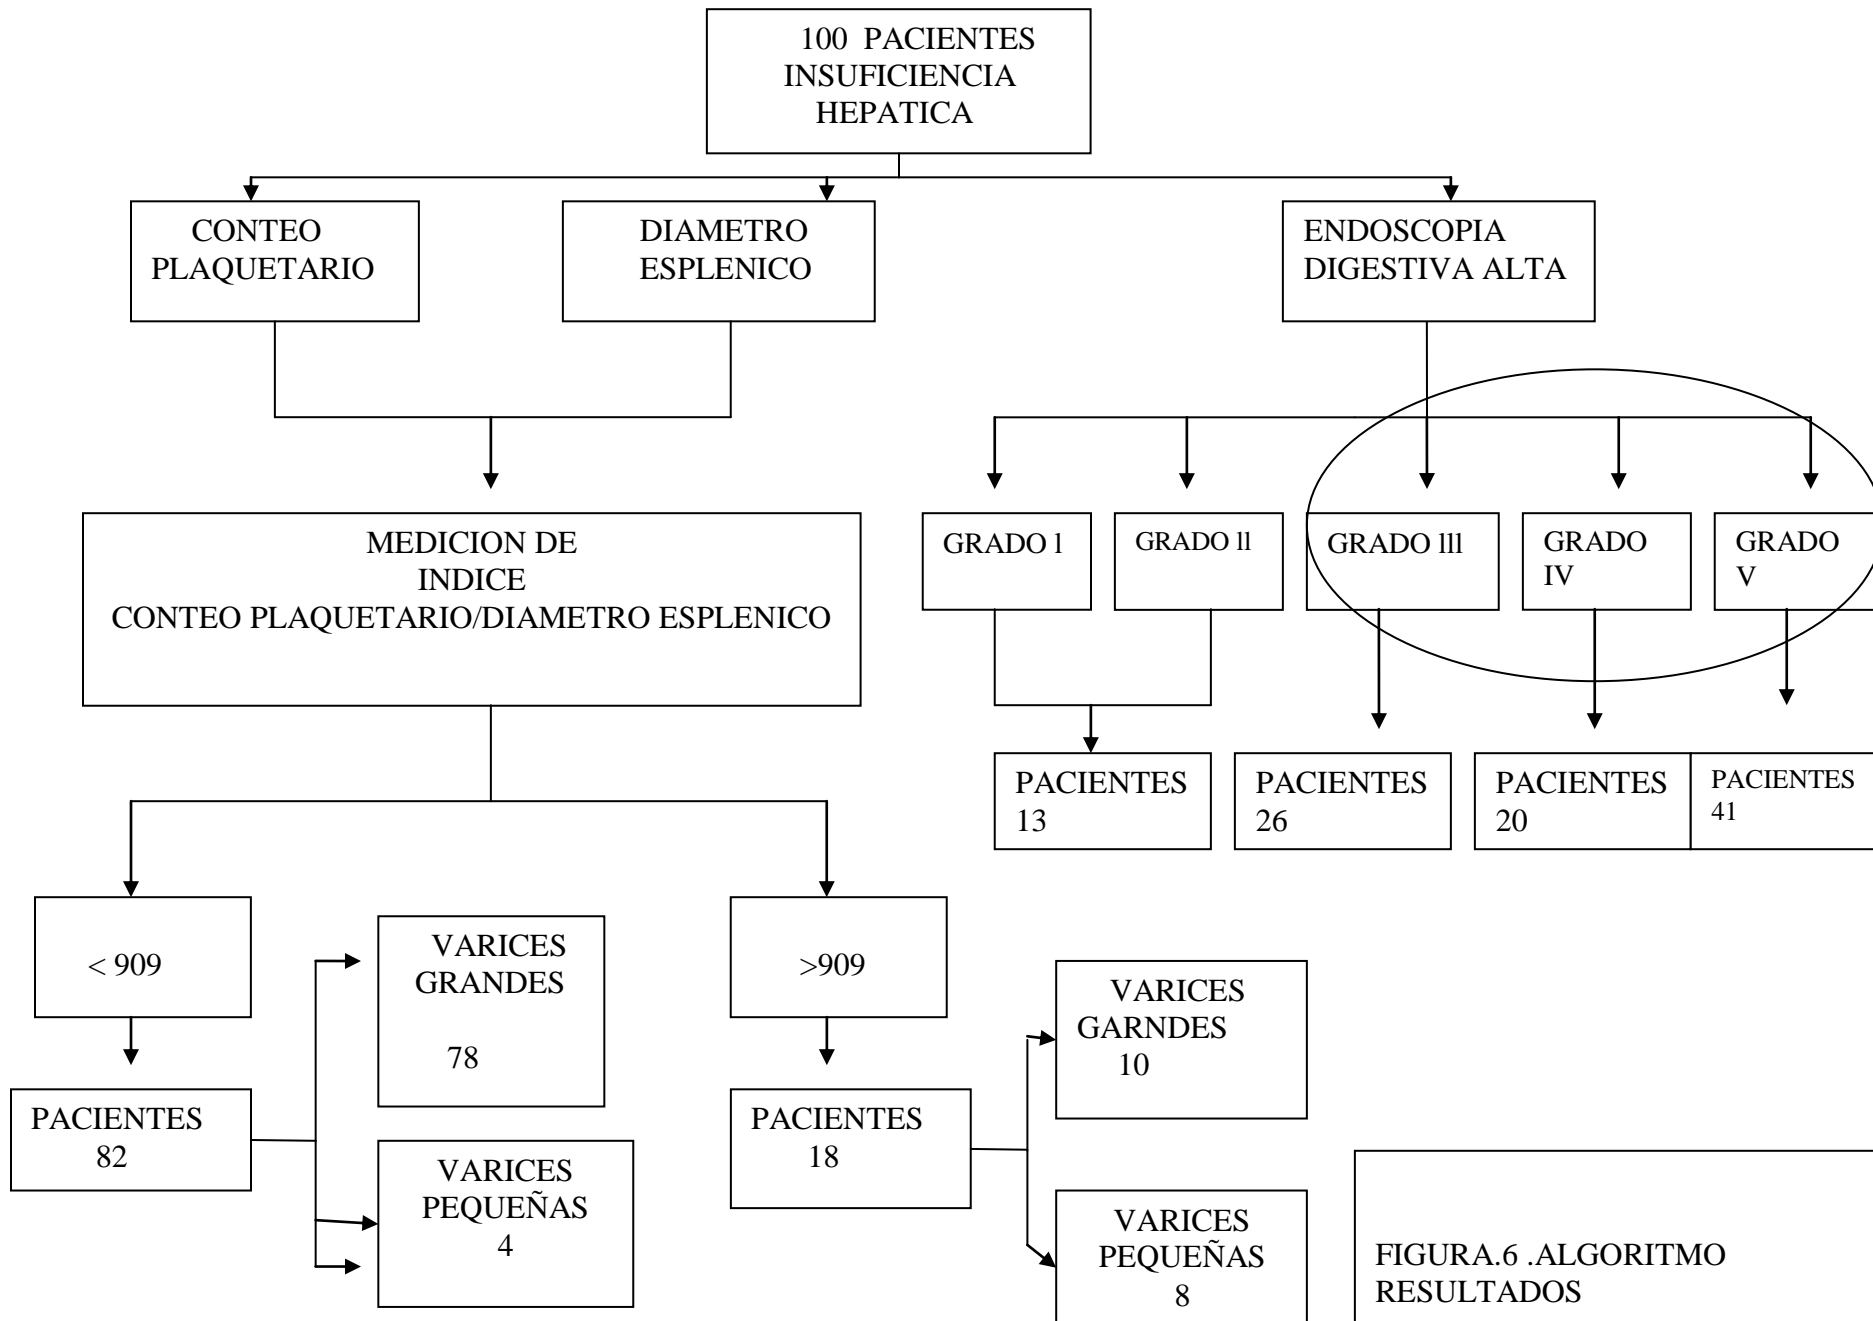 100 PACIENTES
INSUFICIENCIA
HEPATICA
CONTEO
PLAQUETARIO
DIAMETRO
ESPLENICO
ENDOSCOPIA
DIGESTIVA ALTA
MEDICION DE
INDICE
CONTEO PLAQUETARIO/DIAMETRO ESPLENICO
GRADO l
GRADO ll
GRADO lll
GRADO
IV
GRADO
V
PACIENTES
13
PACIENTES
26
PACIENTES
20
PACIENTES
41
< 909
VARICES
GRANDES
78
>909
VARICES
GARNDES
10
PACIENTES
82
VARICES
PEQUEÑAS
4
PACIENTES
18
VARICES
PEQUEÑAS
8
FIGURA.6 .ALGORITMO
RESULTADOS